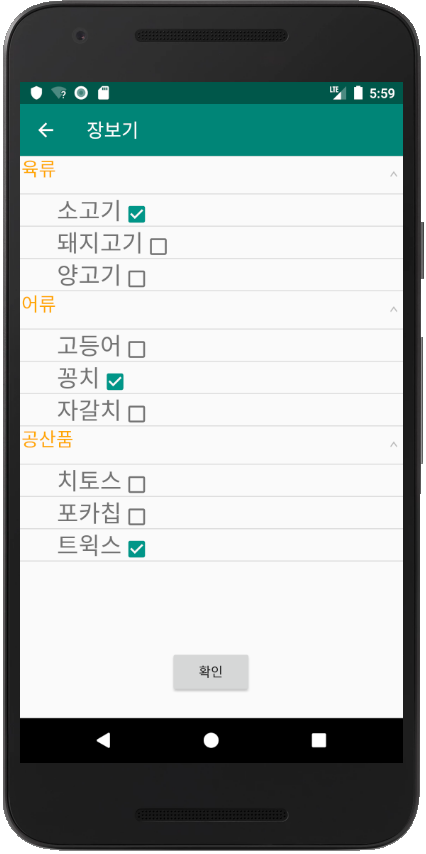 LTE 5:59
장보기
육류
소고기
돼지고기
양고기
어류
고등어
꽁치
자갈치
공산품
치토스
포카칩
트윅스
확인